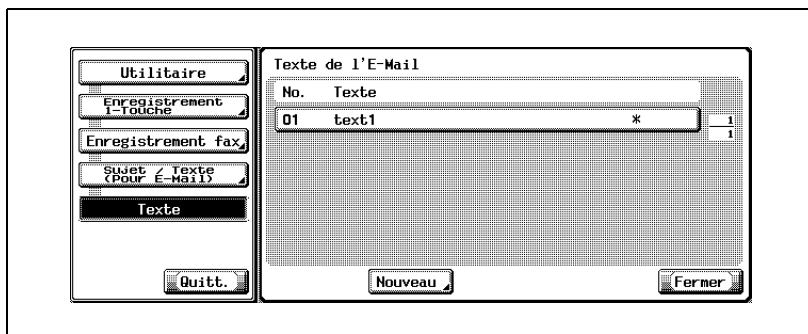 Utilitaire
Enregistrement
1-Touche
Enregistrement fax
Sujet / Texte
(Pour E-Mail)
Texte
Quitt.
Texte de l'E-Mail
No. Texte
01 text1 *
1
1
Nouveau
Fermer